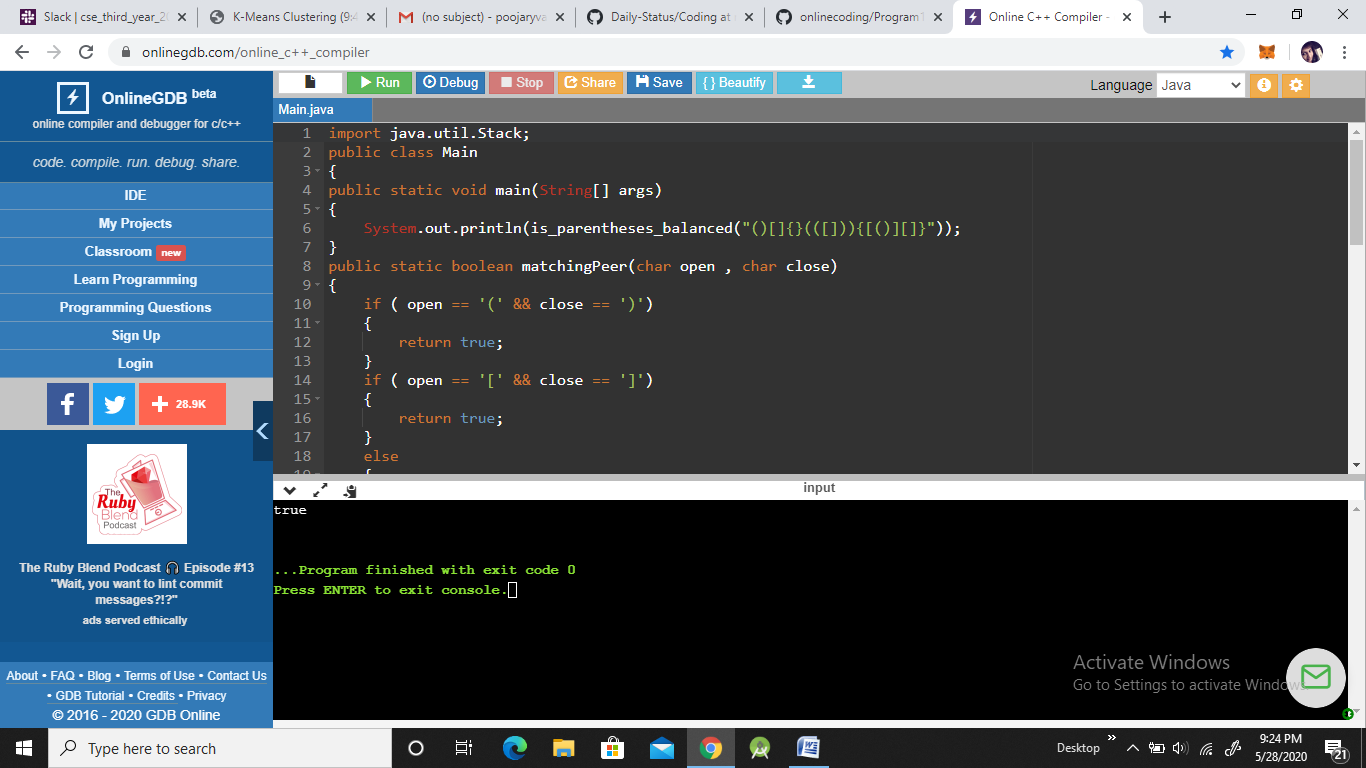 Slack | cse_third_year_2
K-Means Clustering (9:4
(no subject) - poojaryva
Daily-Status/Coding at
onlinecoding/Program1
Online C++ Compiler -
onlinegdb.com/online_c++_compiler
OnlineGDB beta
online compiler and debugger for c/c++
code. compile. run. debug. share.
IDE
My Projects
Classroom new
Learn Programming
Programming Questions
Sign Up
Login
28.9K
The
Ruby
Blend
Podcast
The Ruby Blend Podcast 🎧 Episode #13
"Wait, you want to lint commit
messages?!?"
ads served ethically
About • FAQ • Blog • Terms of Use • Contact Us
• GDB Tutorial • Credits • Privacy
© 2016 - 2020 GDB Online
Run Debug Stop Share Save { } Beautify
Language Java
Main.java
1 import java.util.Stack;
2 public class Main
3 {
4 public static void main(String[] args)
5 {
6     System.out.println(is_parentheses_balanced("()[]{}(([])){[()][]}"));
7 }
8 public static boolean matchingPeer(char open , char close)
9 {
10     if ( open == '(' && close == ')')
11     {
12         return true;
13     }
14     if ( open == '[' && close == ']')
15     {
16         return true;
17     }
18     else
19     {
input
true
...Program finished with exit code 0
Press ENTER to exit console.
Activate Windows
Go to Settings to activate Windows.
Type here to search
Desktop
9:24 PM
5/28/2020
21